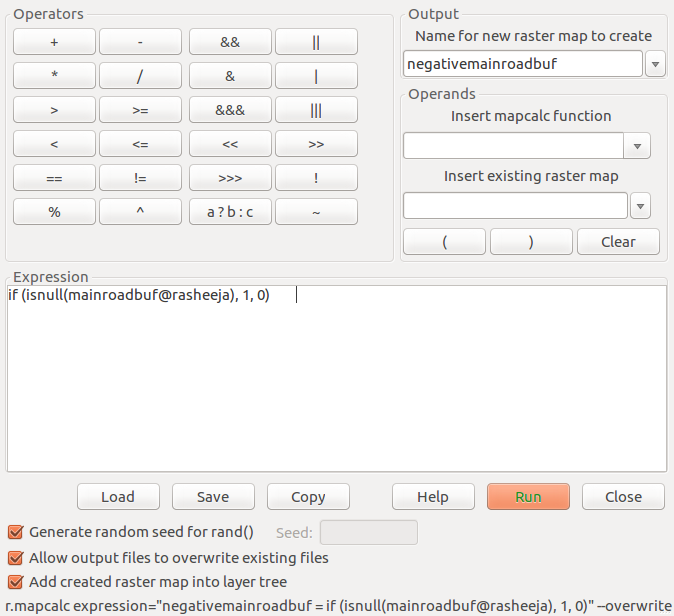 Operators
+ - && ||
* / & |
> >= &&& |||
< <= << >>
== != >>> !
% ^ a ? b : c ~
Output
Name for new raster map to create
negativemainroadbuf
Operands
Insert mapcalc function
Insert existing raster map
( ) Clear
Expression
if (isnull(mainroadbuf@rasheeja), 1, 0)
Load Save Copy Help Run Close
Generate random seed for rand() Seed:
Allow output files to overwrite existing files
Add created raster map into layer tree
r.mapcalc expression="negativemainroadbuf = if (isnull(mainroadbuf@rasheeja), 1, 0)" --overwrite